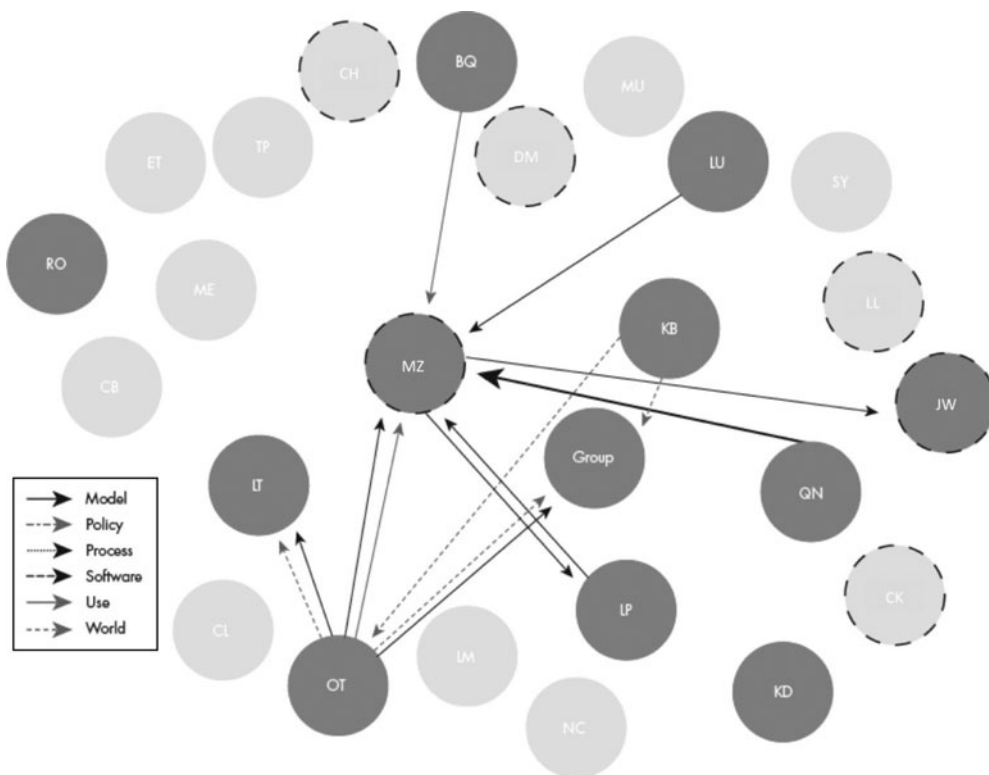 CH
BQ
MU
DM
TP
ET
LU
SY
RO
ME
LL
KB
MZ
CB
JW
Group
LT
QN
Model
Policy
Process
Software
Use
World
CK
LP
CL
LM
OT
KD
NC